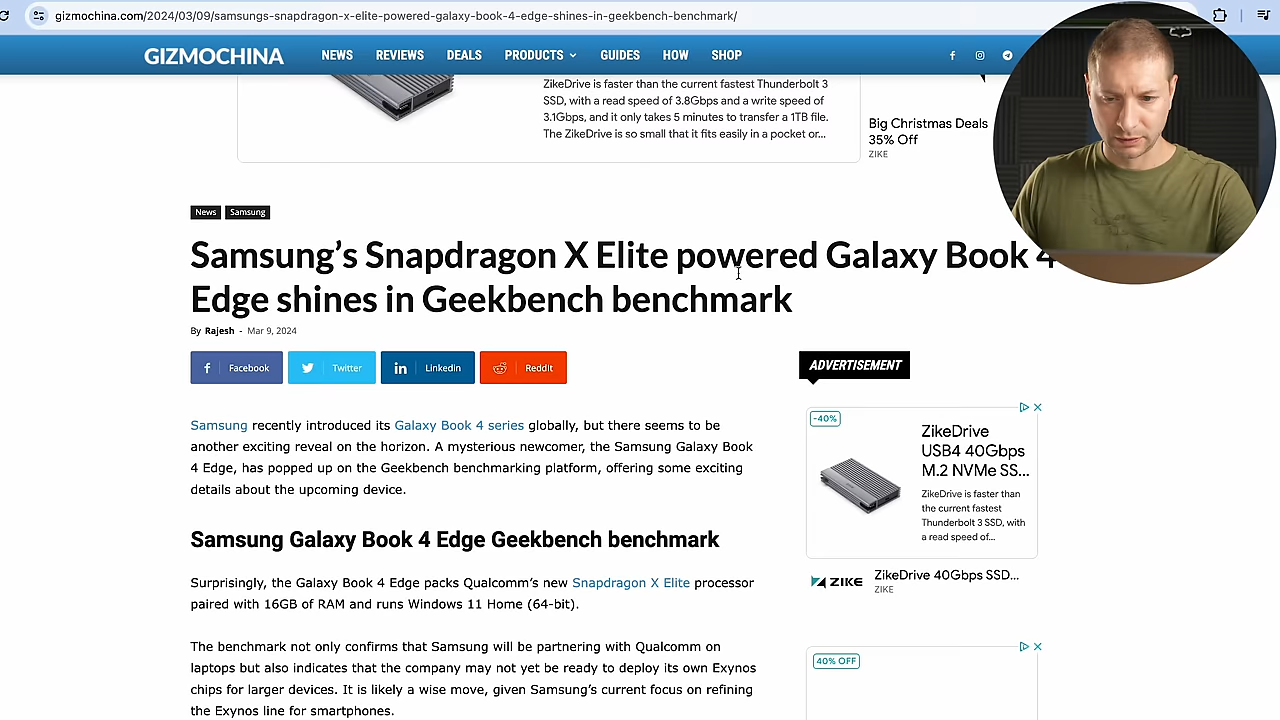 gizmochina.com/2024/03/09/samsungs-snapdragon-x-elite-powered-galaxy-book-4-edge-shines-in-geekbench-benchmark/
GIZMOCHINA
NEWS
REVIEWS
DEALS
PRODUCTS
GUIDES
HOW
SHOP
ZikeDrive is faster than the current fastest Thunderbolt 3
SSD, with a read speed of 3.8Gbps and a write speed of
3.1Gbps, and it only takes 5 minutes to transfer a 1TB file.
The ZikeDrive is so small that it fits easily in a pocket or...
Big Christmas Deals
35% Off
ZIKE
News
Samsung
Samsung's Snapdragon X Elite powered Galaxy Book 4
Edge shines in Geekbench benchmark
By Rajesh - Mar 9, 2024
Facebook
Twitter
Linkedin
ReddIt
Samsung recently introduced its Galaxy Book 4 series globally, but there seems to be
another exciting reveal on the horizon. A mysterious newcomer, the Samsung Galaxy Book
4 Edge, has popped up on the Geekbench benchmarking platform, offering some exciting
details about the upcoming device.
Samsung Galaxy Book 4 Edge Geekbench benchmark
Surprisingly, the Galaxy Book 4 Edge packs Qualcomm's new Snapdragon X Elite processor
paired with 16GB of RAM and runs Windows 11 Home (64-bit).
The benchmark not only confirms that Samsung will be partnering with Qualcomm on
laptops but also indicates that the company may not yet be ready to deploy its own Exynos
chips for larger devices. It is likely a wise move, given Samsung's current focus on refining
the Exynos line for smartphones.
ADVERTISEMENT
-40%
ZikeDrive
USB4 40Gbps
M.2 NVMe SS...
ZikeDrive is faster than
the current fastest
Thunderbolt 3 SSD, with
a read speed of...
ZIKE
ZikeDrive 40Gbps SSD...
ZIKE
40% OFF